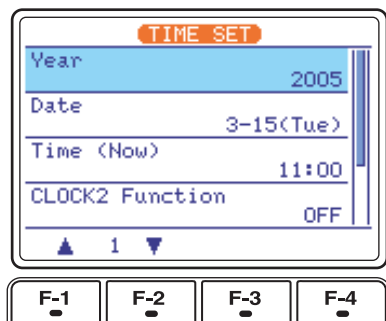 TIME SET
Year
2005
Date
3-15(Tue)
Time (Now)
11:00
CLOCK2 Function
OFF
▲ 1 ▼
F-1 F-2 F-3 F-4